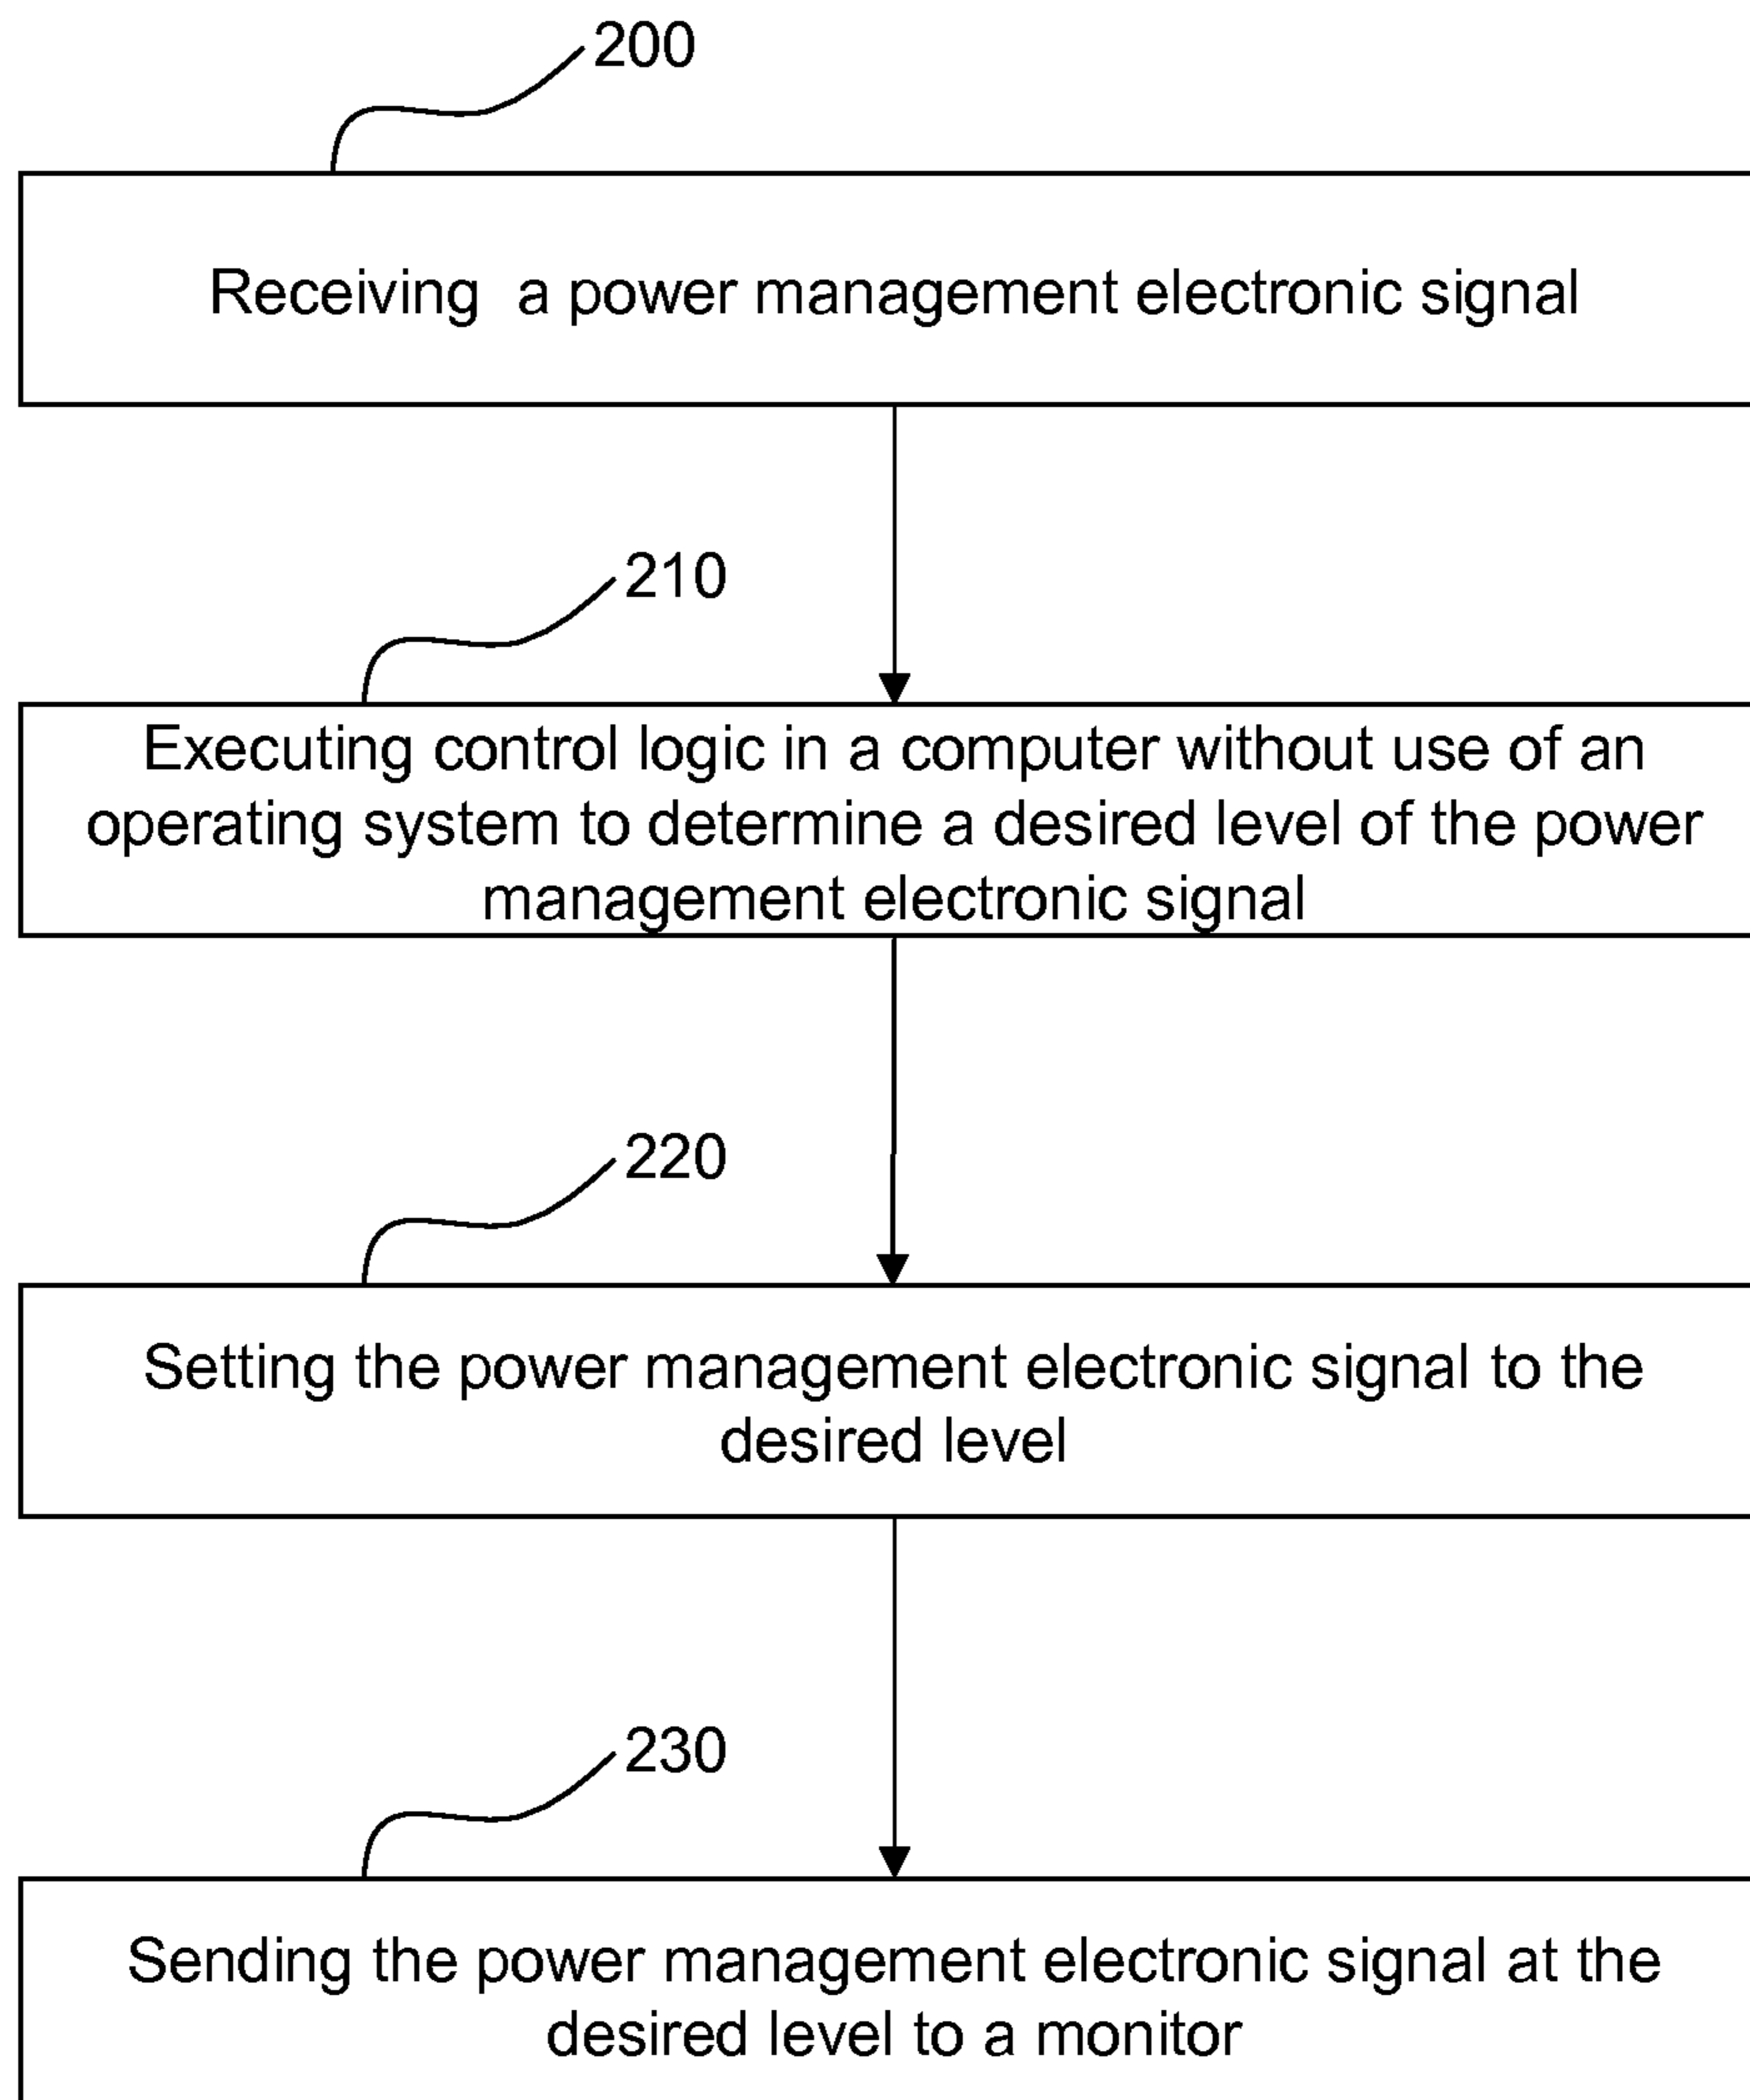 200
Receiving a power management electronic signal
210
Executing control logic in a computer without use of an
operating system to determine a desired level of the power
management electronic signal
220
Setting the power management electronic signal to the
desired level
230
Sending the power management electronic signal at the
desired level to a monitor